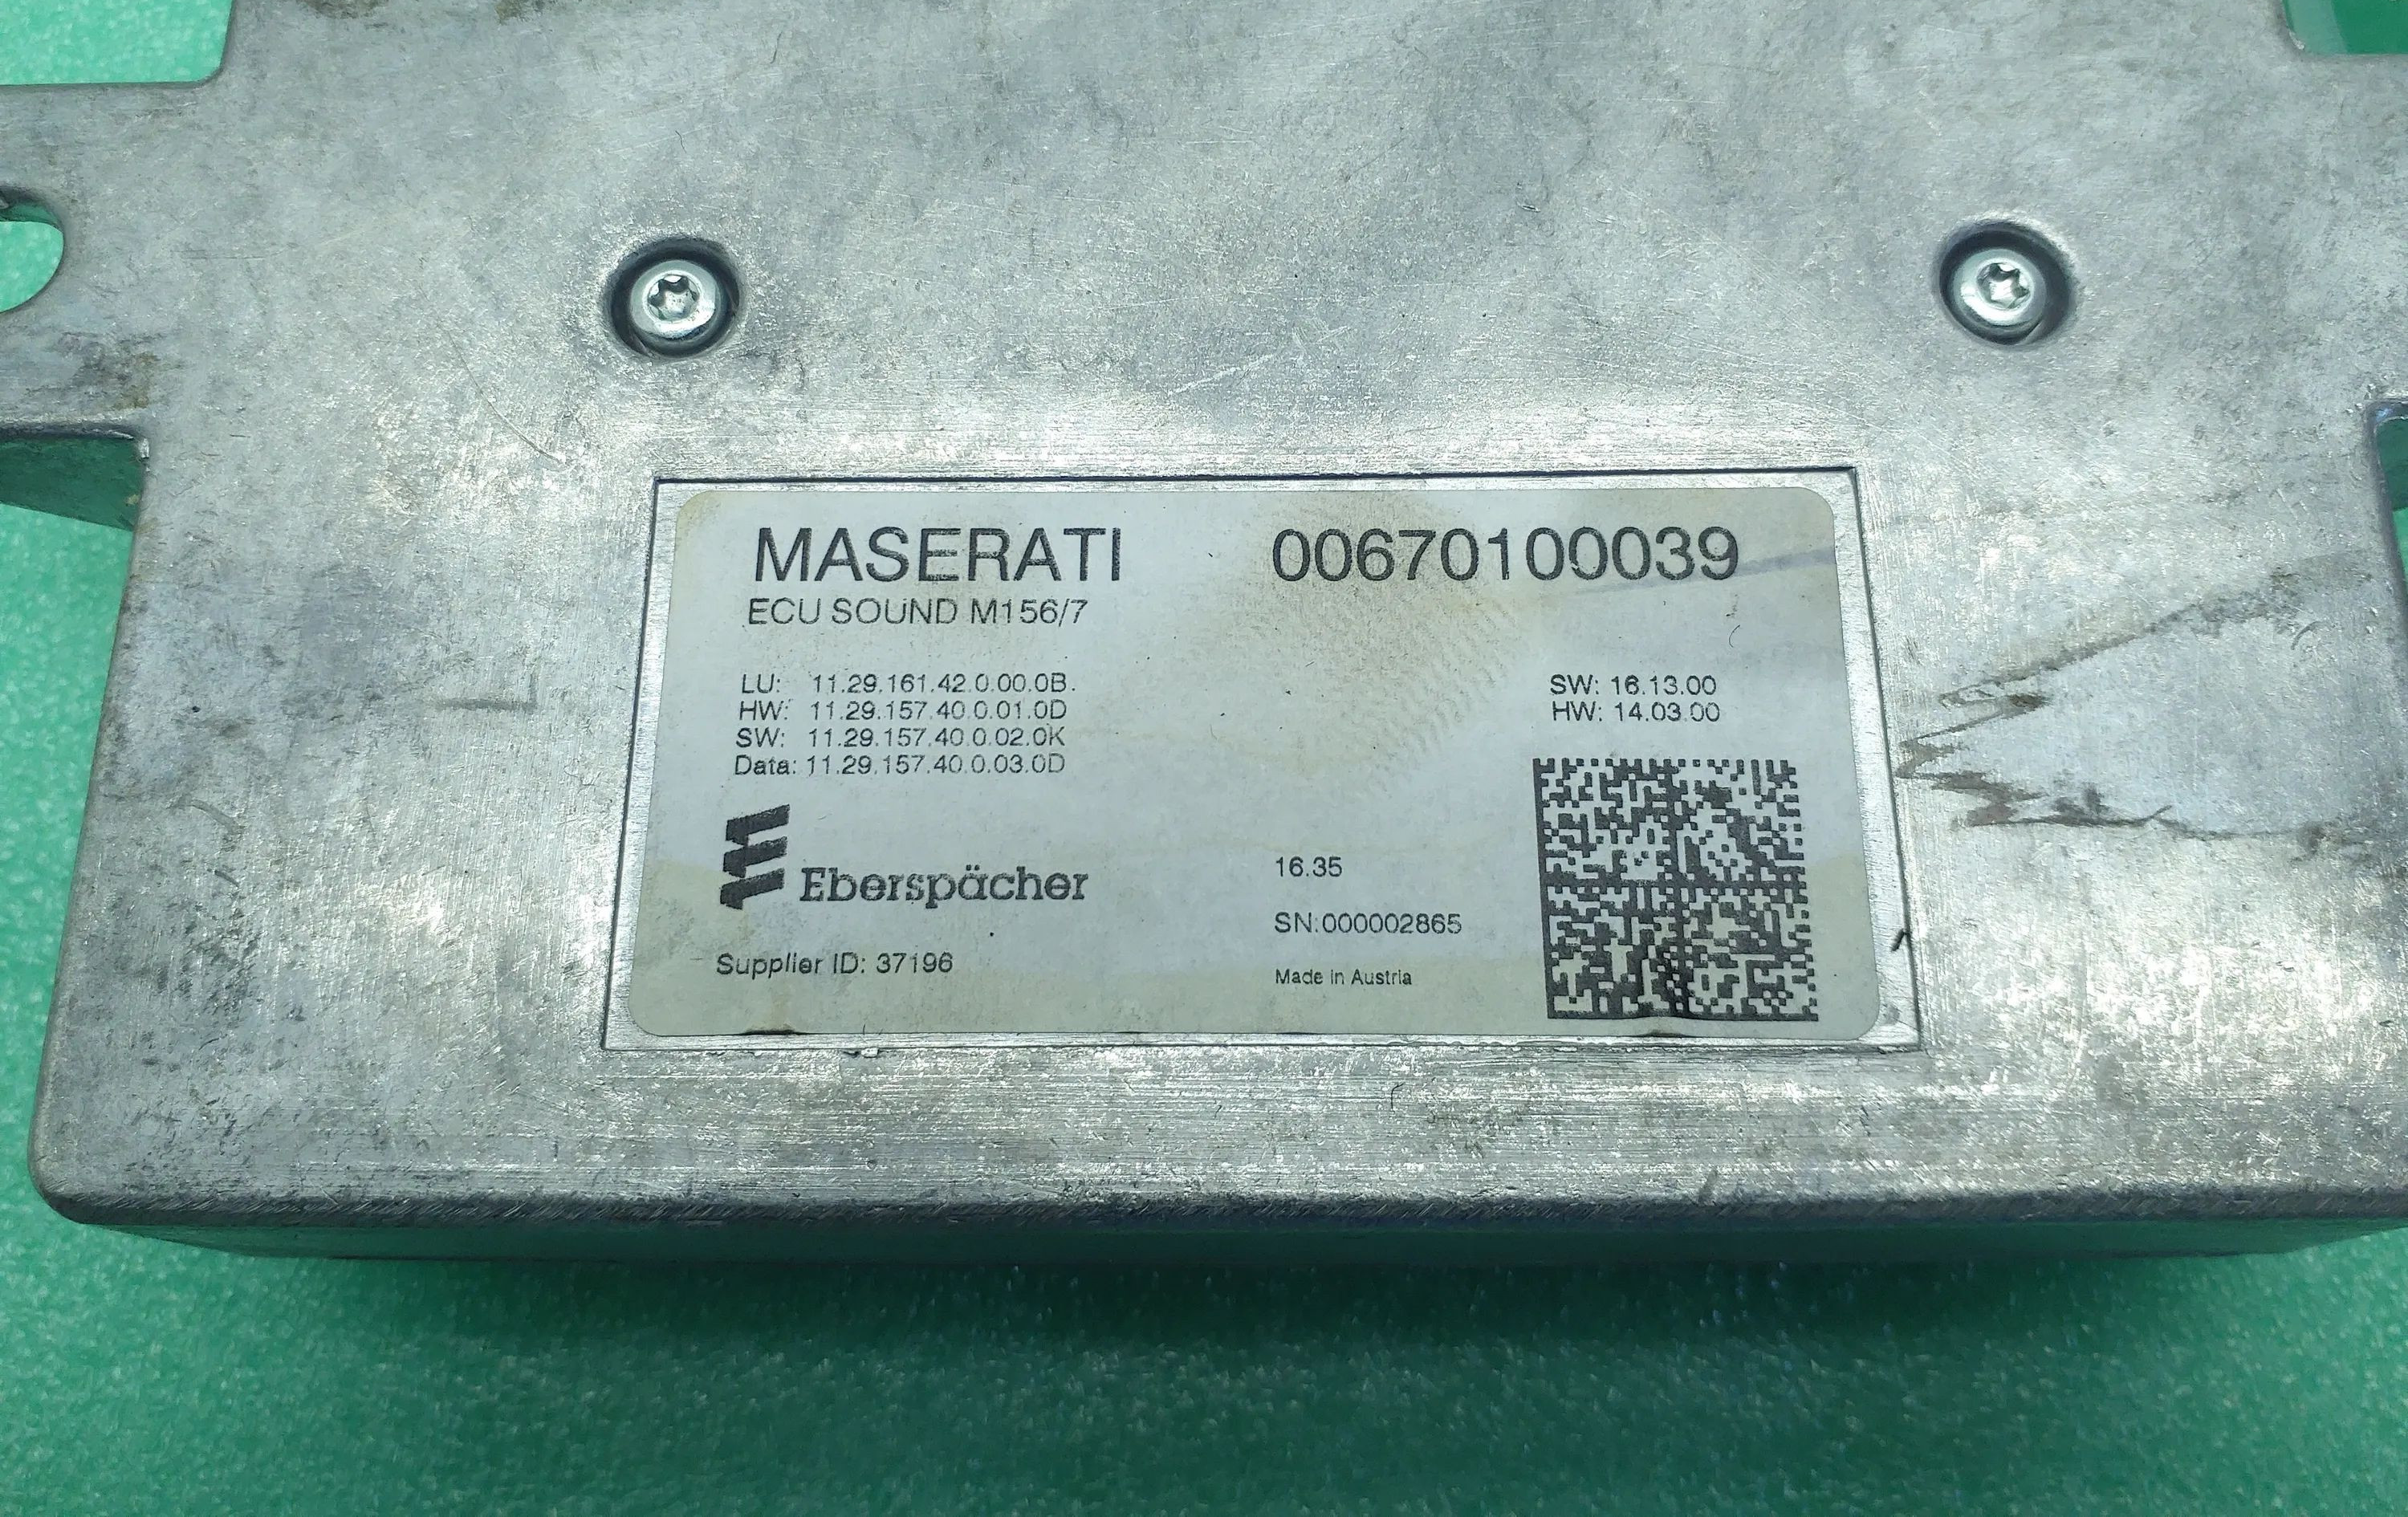 MASERATI 00670100039
ECU SOUND M156/7
LU: 11.29.161.42.0.00.0B.
HW: 11.29.157.40.0.01.0D
SW: 11.29.157.40.0.02.0K
Data: 11.29.157.40.0.03.0D
SW: 16.13.00
HW: 14.03.00
Eberspächer
16.35
SN:000002865
Supplier ID: 37196
Made in Austria